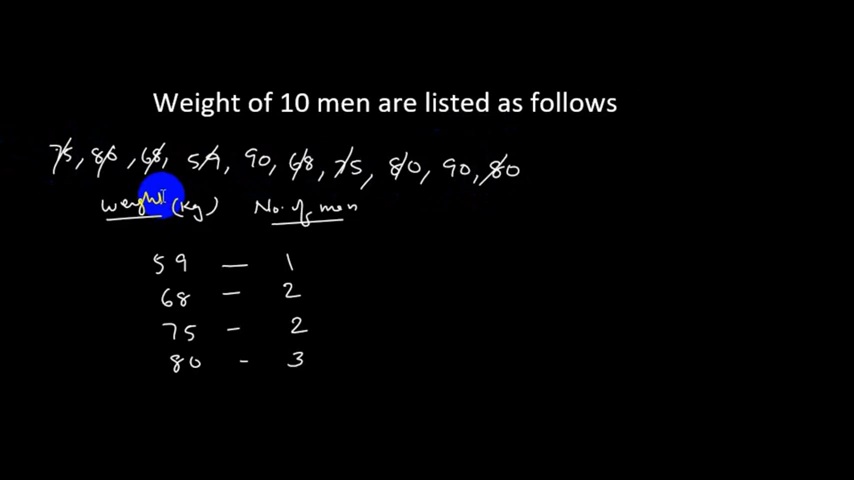 Weight of 10 men are listed as follows
75, 80, 68, 59, 90, 68, 75, 80, 90, 80
Weight (Kg) No. of men
59 — 1
68 - 2
75 - 2
80 - 3